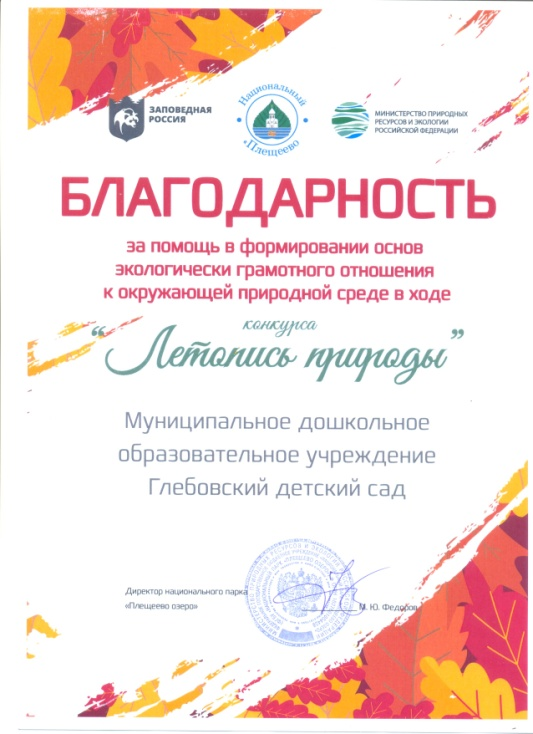 ЗАПОВЕДНАЯ
РОССИЯ
Национальный
Плещеево
МИНИСТЕРСТВО ПРИРОДНЫХ
РЕСУРСОВ И ЭКОЛОГИИ
РОССИЙСКОЙ ФЕДЕРАЦИИ
БЛАГОДАРНОСТЬ
за помощь в формировании основ
экологически грамотного отношения
к окружающей природной среде в ходе
конкурса
“Летопись природы”
Муниципальное дошкольное
образовательное учреждение
Глебовский детский сад
Директор национального парка
«Плещеево озеро»
М. Ю. Федоров